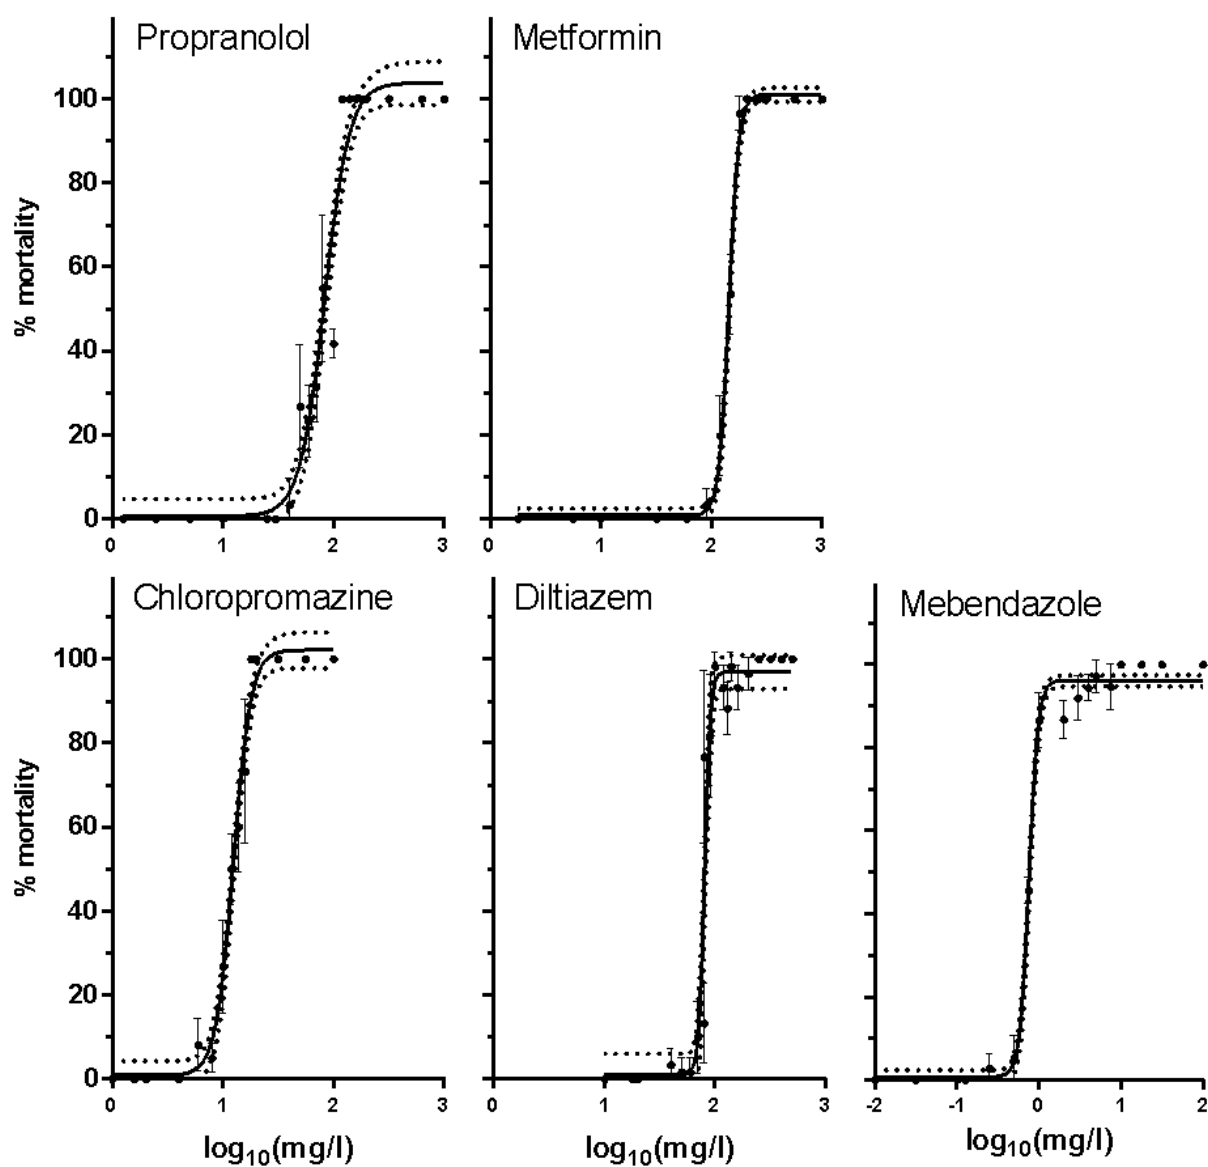 Propranolol Metformin
% mortality
100
80
60
40
20
0
0 1 2 3
0 1 2 3
Chloropromazine Diltiazem Mebendazole
% mortality
100
80
60
40
20
0
0 1 2 3
0 1 2 3
-2 -1 0 1 2
log10(mg/l) log10(mg/l) log10(mg/l)